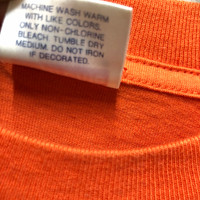 MACHINE WASH WARM
WITH LIKE COLORS.
ONLY NON-CHLORINE
BLEACH. TUMBLE DRY
MEDIUM. DO NOT IRON
IF DECORATED.